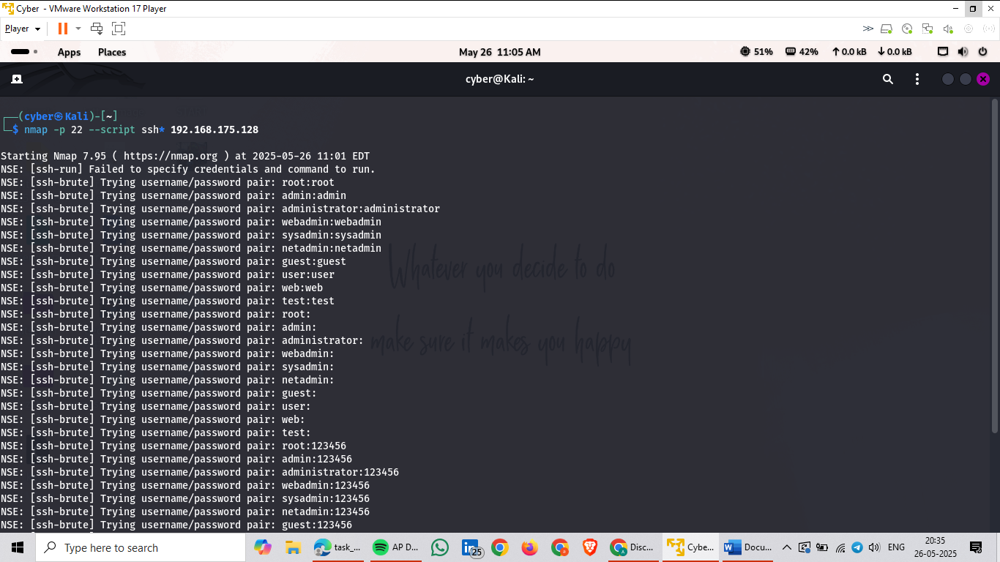 Cyber - VMware Workstation 17 Player
Player
Apps Places May 26 11:05 AM 51% 42% 0.0 kB 0.0 kB
cyber@Kali: ~
┌──(cyber㉿Kali)-[~]
└─$ nmap -p 22 --script ssh* 192.168.175.128
Starting Nmap 7.95 ( https://nmap.org ) at 2025-05-26 11:01 EDT
NSE: [ssh-run] Failed to specify credentials and command to run.
NSE: [ssh-brute] Trying username/password pair: root:root
NSE: [ssh-brute] Trying username/password pair: admin:admin
NSE: [ssh-brute] Trying username/password pair: administrator:administrator
NSE: [ssh-brute] Trying username/password pair: webadmin:webadmin
NSE: [ssh-brute] Trying username/password pair: sysadmin:sysadmin
NSE: [ssh-brute] Trying username/password pair: netadmin:netadmin
NSE: [ssh-brute] Trying username/password pair: guest:guest
NSE: [ssh-brute] Trying username/password pair: user:user
NSE: [ssh-brute] Trying username/password pair: web:web
NSE: [ssh-brute] Trying username/password pair: test:test
NSE: [ssh-brute] Trying username/password pair: root:
NSE: [ssh-brute] Trying username/password pair: admin:
NSE: [ssh-brute] Trying username/password pair: administrator:
NSE: [ssh-brute] Trying username/password pair: webadmin:
NSE: [ssh-brute] Trying username/password pair: sysadmin:
NSE: [ssh-brute] Trying username/password pair: netadmin:
NSE: [ssh-brute] Trying username/password pair: guest:
NSE: [ssh-brute] Trying username/password pair: user:
NSE: [ssh-brute] Trying username/password pair: web:
NSE: [ssh-brute] Trying username/password pair: test:
NSE: [ssh-brute] Trying username/password pair: root:123456
NSE: [ssh-brute] Trying username/password pair: admin:123456
NSE: [ssh-brute] Trying username/password pair: administrator:123456
NSE: [ssh-brute] Trying username/password pair: webadmin:123456
NSE: [ssh-brute] Trying username/password pair: sysadmin:123456
NSE: [ssh-brute] Trying username/password pair: netadmin:123456
NSE: [ssh-brute] Trying username/password pair: guest:123456
Whatever you decide to do
make sure it makes you happy
Type here to search task_... AP D... 25 Disc... Cybe... Docu... ENG 20:35
26-05-2025